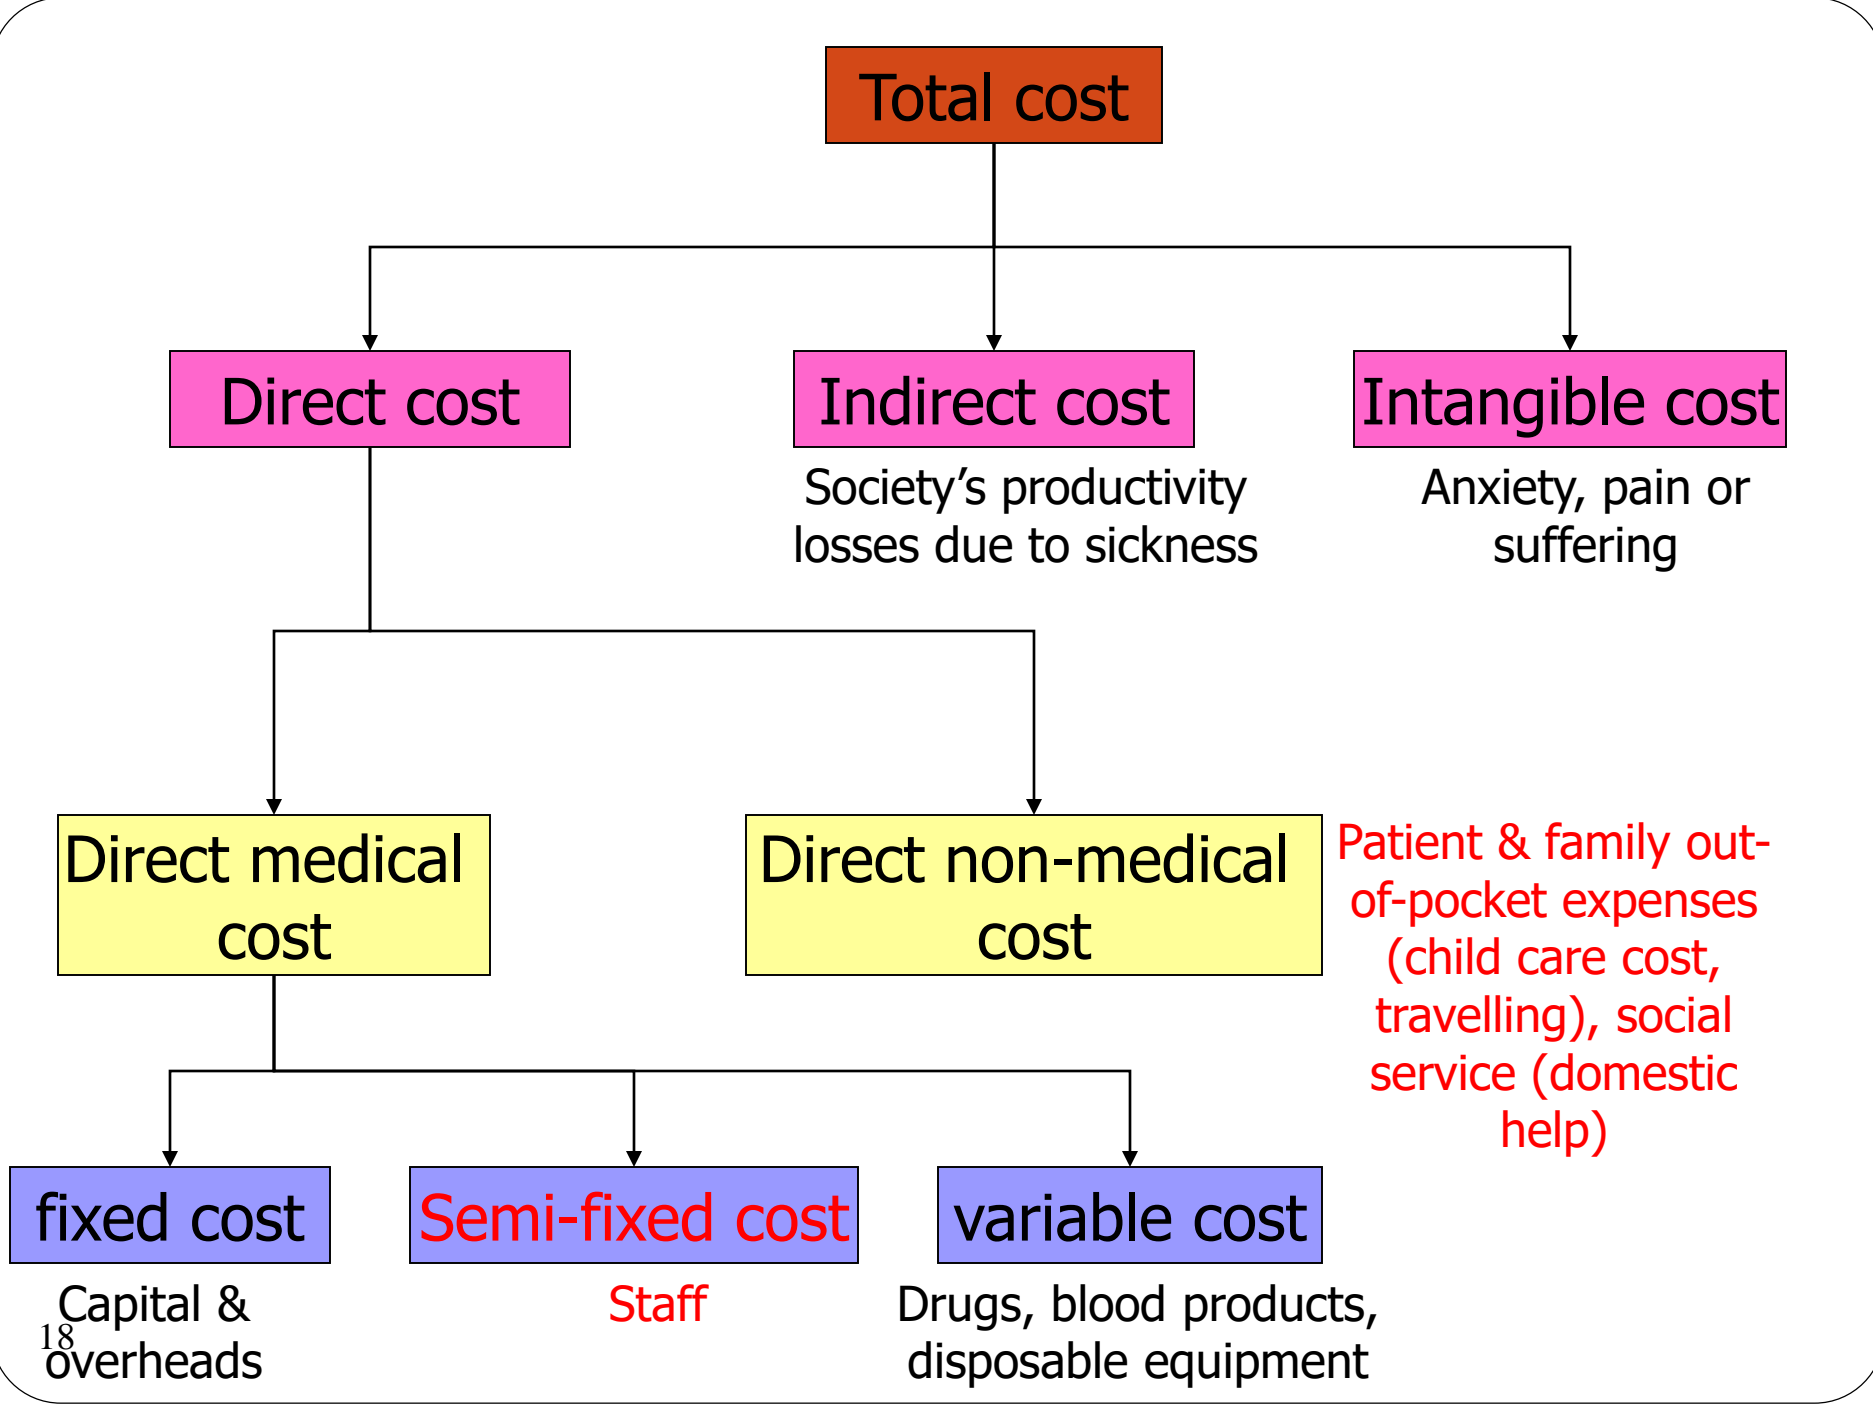 Total cost
Direct cost
Indirect cost
Intangible cost
Society’s productivity
losses due to sickness
Anxiety, pain or
suffering
Direct medical
cost
Direct non-medical
cost
Patient & family out-
of-pocket expenses
(child care cost,
travelling), social
service (domestic
help)
fixed cost
Semi-fixed cost
variable cost
Capital &
overheads
Staff
Drugs, blood products,
disposable equipment
18